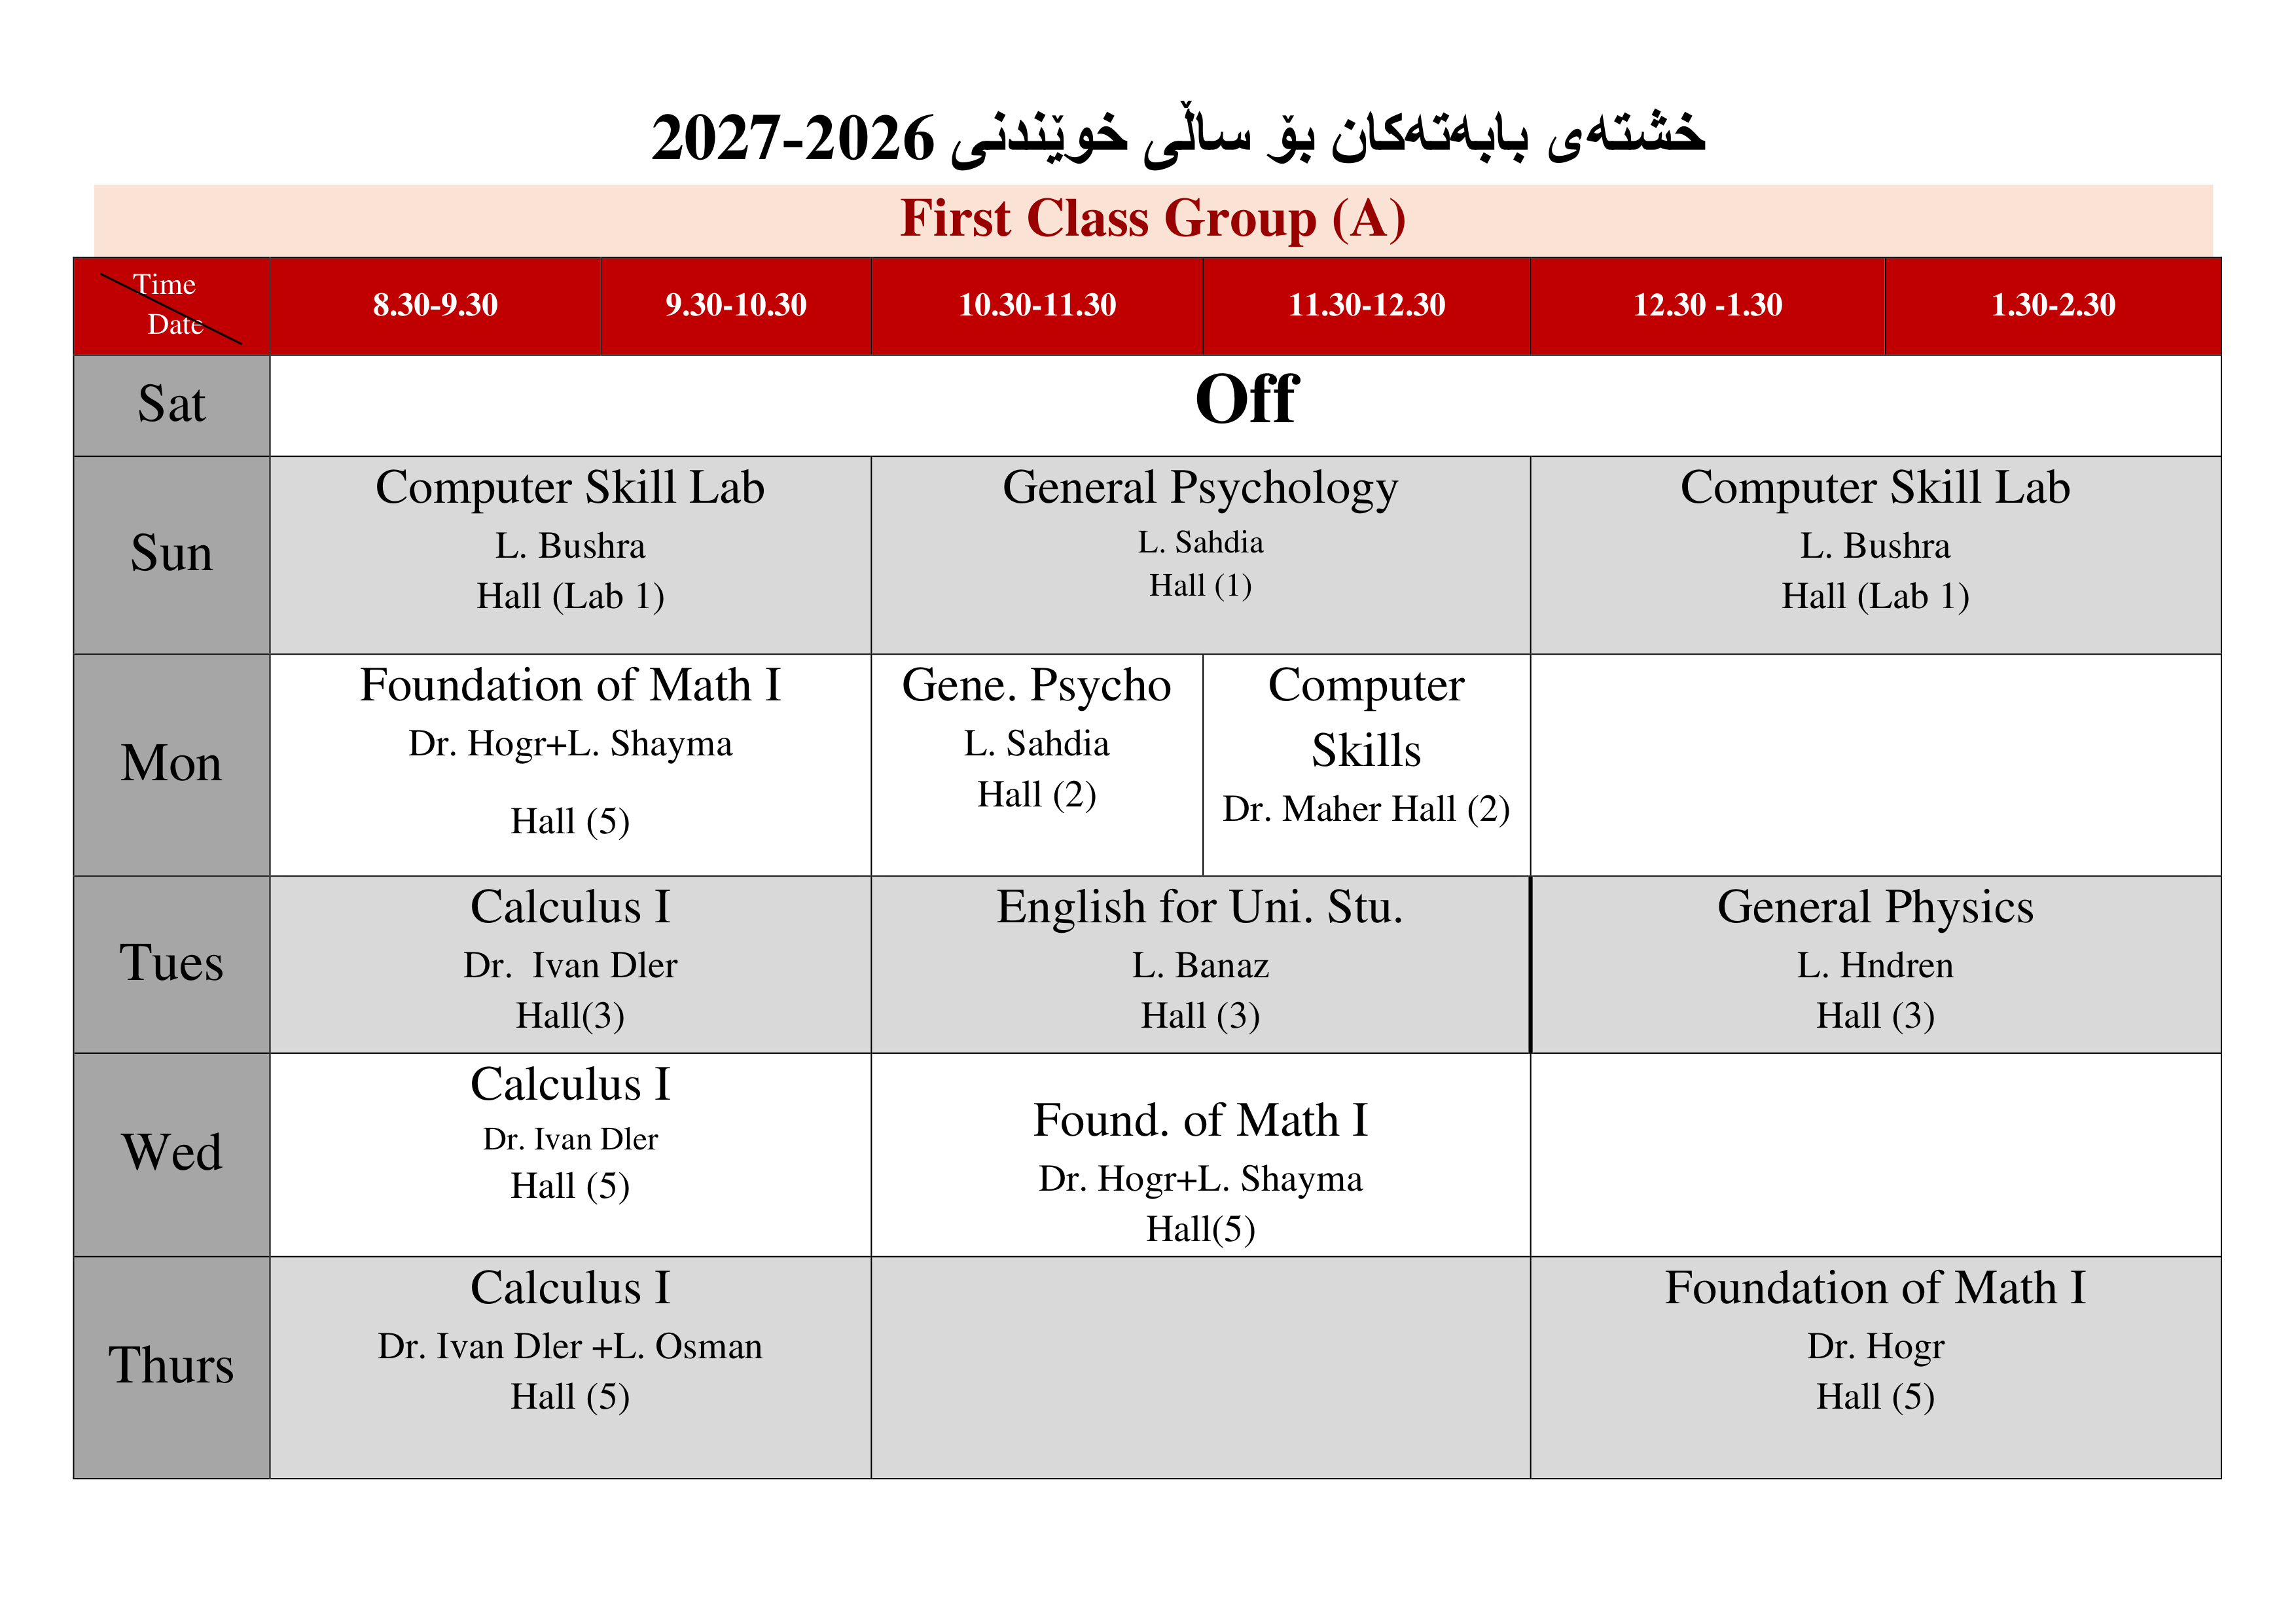 خشتەی بابەتەکان بۆ ساڵی خوێندنی 2026-2027
First Class Group (A)
Time
Date
8.30-9.30
9.30-10.30
10.30-11.30
11.30-12.30
12.30 -1.30
1.30-2.30
Sat
Off
Sun
Computer Skill Lab
L. Bushra
Hall (Lab 1)
General Psychology
L. Sahdia
Hall (1)
Computer Skill Lab
L. Bushra
Hall (Lab 1)
Mon
Foundation of Math I
Dr. Hogr+L. Shayma
Hall (5)
Gene. Psycho
L. Sahdia
Hall (2)
Computer
Skills
Dr. Maher Hall (2)
Tues
Calculus I
Dr.  Ivan Dler
Hall(3)
English for Uni. Stu.
L. Banaz
Hall (3)
General Physics
L. Hndren
Hall (3)
Wed
Calculus I
Dr. Ivan Dler
Hall (5)
Found. of Math I
Dr. Hogr+L. Shayma
Hall(5)
Thurs
Calculus I
Dr. Ivan Dler +L. Osman
Hall (5)
Foundation of Math I
Dr. Hogr
Hall (5)